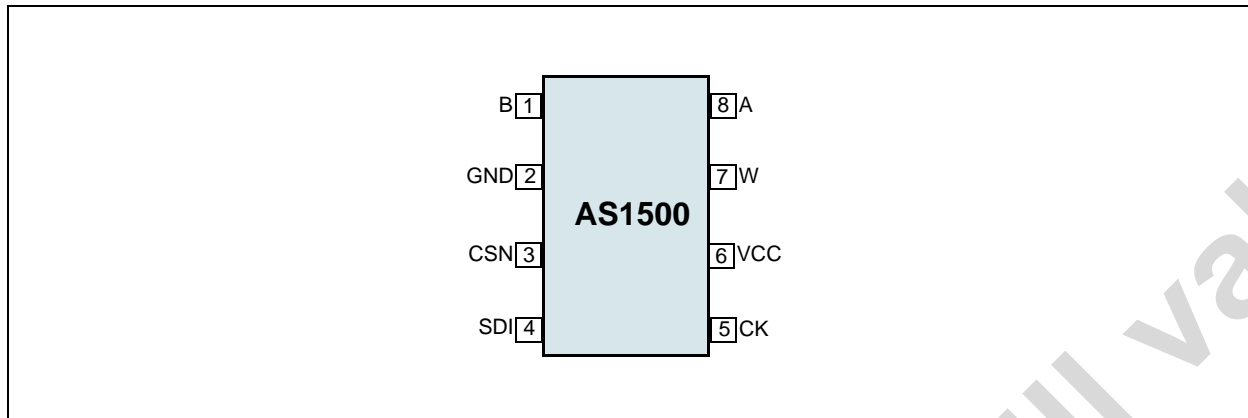 B 1 8 A
GND 2 7 W
AS1500
CSN 3 6 VCC
SDI 4 5 CK